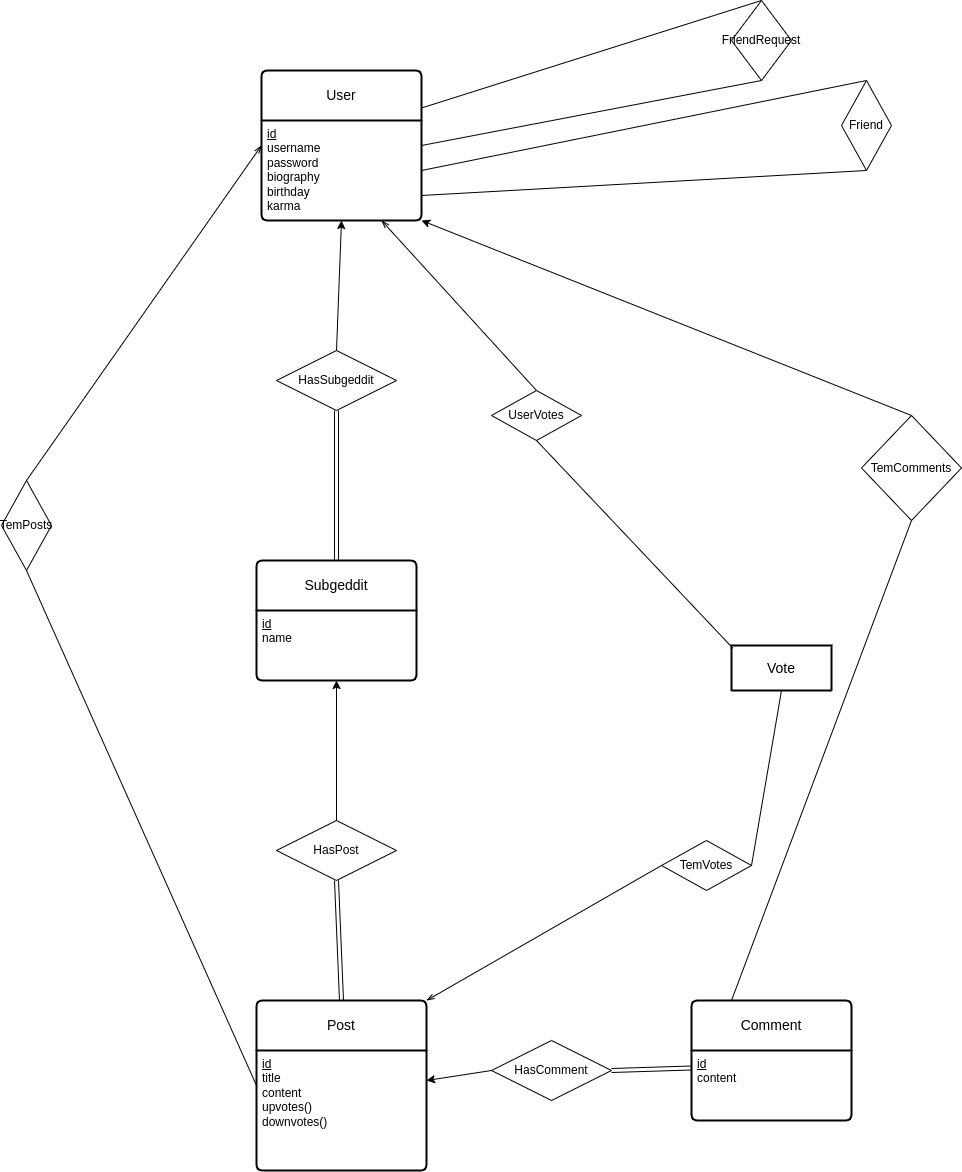 FriendRequest
User
Friend
id
username
password
biography
birthday
karma
HasSubgeddit
UserVotes
TemComments
TemPosts
Subgeddit
id
name
Vote
HasPost
TemVotes
Post
Comment
id
title
content
upvotes()
downvotes()
HasComment
id
content